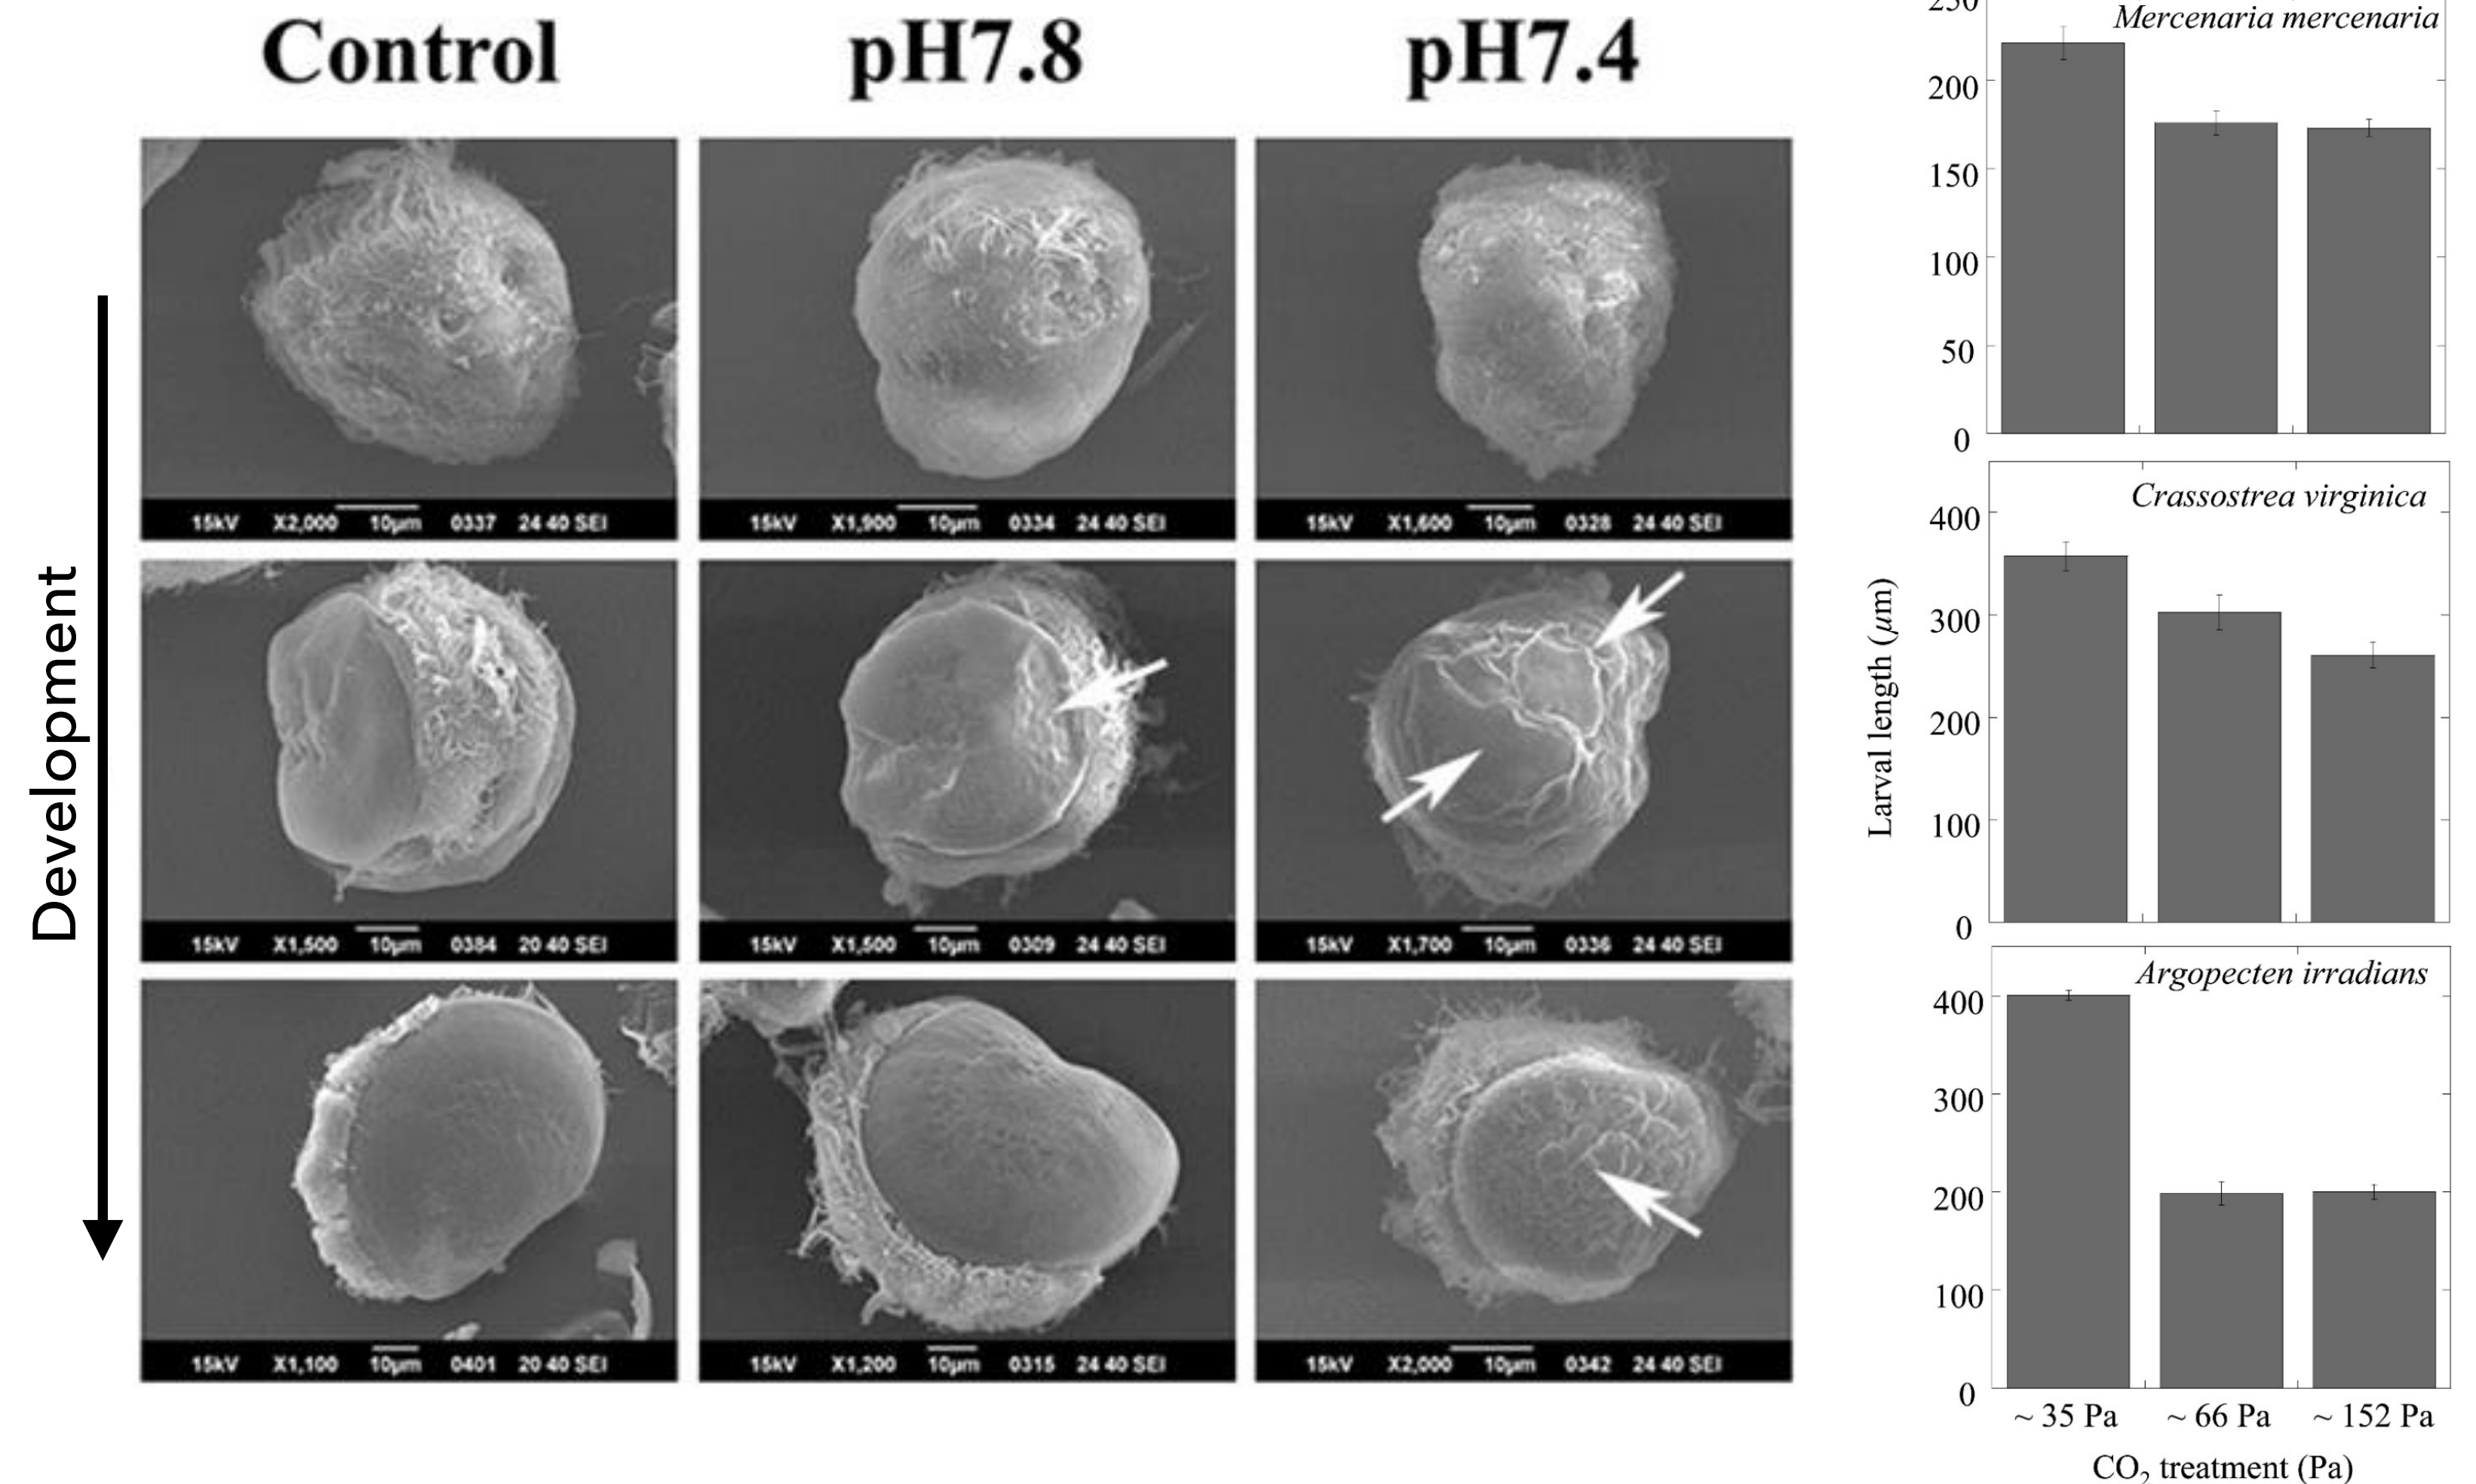 Control
pH7.8
pH7.4
Development
15kV X2,000 10µm 0337 24 40 SEI
15kV X1,900 10µm 0334 24 40 SEI
15kV X1,600 10µm 0328 24 40 SEI
15kV X1,500 10µm 0384 20 40 SEI
15kV X1,500 10µm 0309 24 40 SEI
15kV X1,700 10µm 0336 24 40 SEI
15kV X1,100 10µm 0401 20 40 SEI
15kV X1,200 10µm 0315 24 40 SEI
15kV X2,000 10µm 0342 24 40 SEI
Larval length (µm)
Mercenaria mercenaria
250
200
150
100
50
0
Crassostrea virginica
400
300
200
100
0
Argopecten irradians
400
300
200
100
0
~ 35 Pa
~ 66 Pa
~ 152 Pa
CO₂ treatment (Pa)